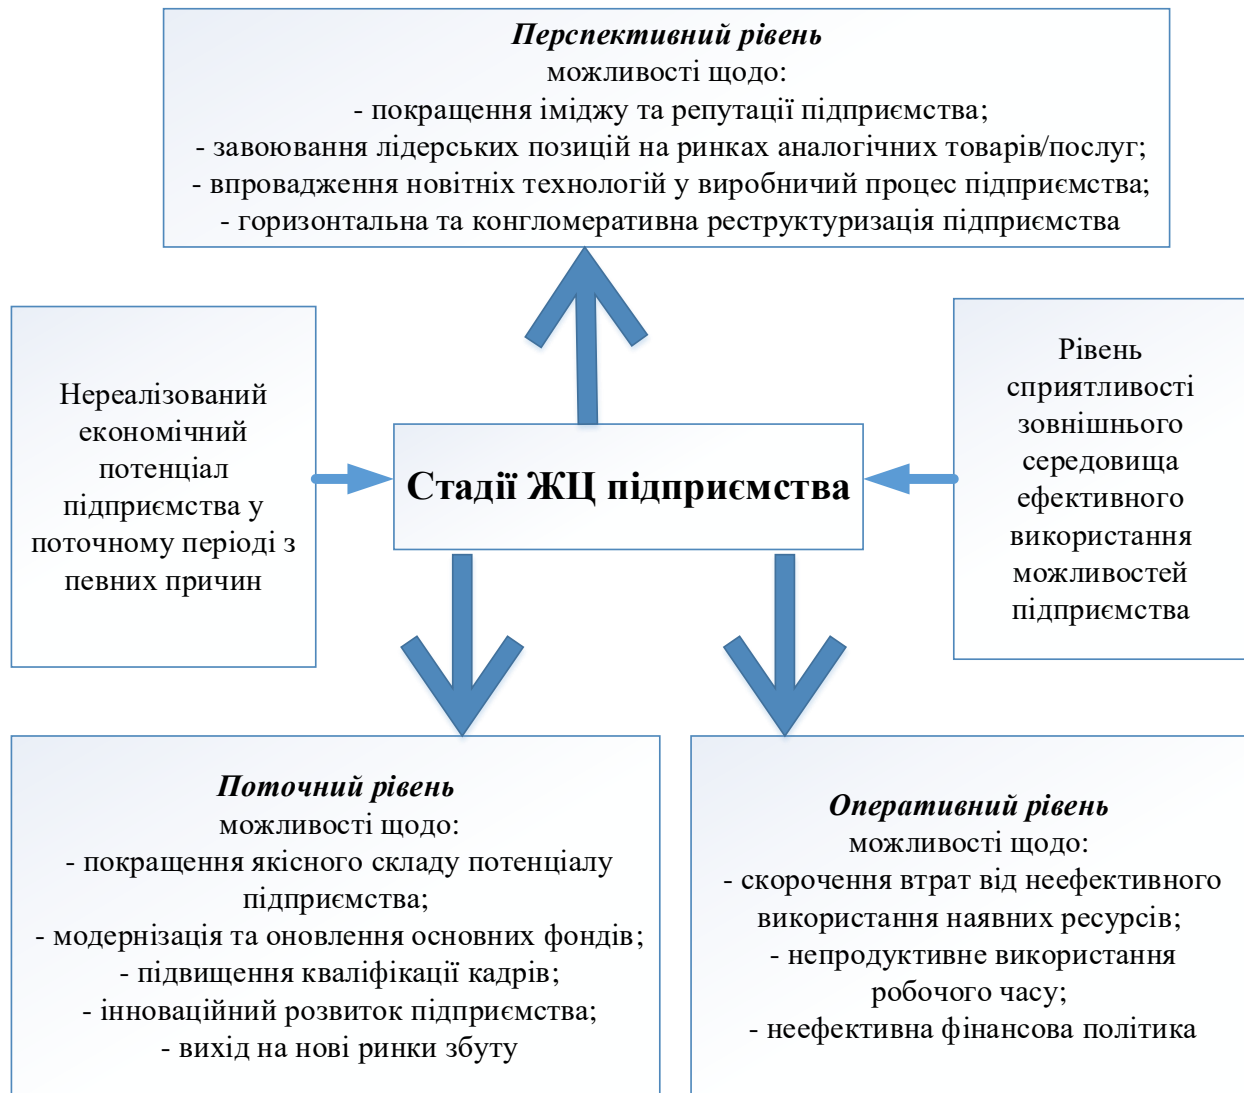 Перспективний рівень
можливості щодо:
- покращення іміджу та репутації підприємства;
- завоювання лідерських позицій на ринках аналогічних товарів/послуг;
- впровадження новітніх технологій у виробничий процес підприємства;
- горизонтальна та конгломеративна реструктуризація підприємства
Нереалізований
економічний
потенціал
підприємства у
поточному періоді з
певних причин
Стадії ЖЦ підприємства
Рівень
сприятливості
зовнішнього
середовища
ефективного
використання
можливостей
підприємства
Поточний рівень
можливості щодо:
- покращення якісного складу потенціалу
підприємства;
- модернізація та оновлення основних фондів;
- підвищення кваліфікації кадрів;
- інноваційний розвиток підприємства;
- вихід на нові ринки збуту
Оперативний рівень
можливості щодо:
- скорочення втрат від неефективного
використання наявних ресурсів;
- непродуктивне використання
робочого часу;
- неефективна фінансова політика